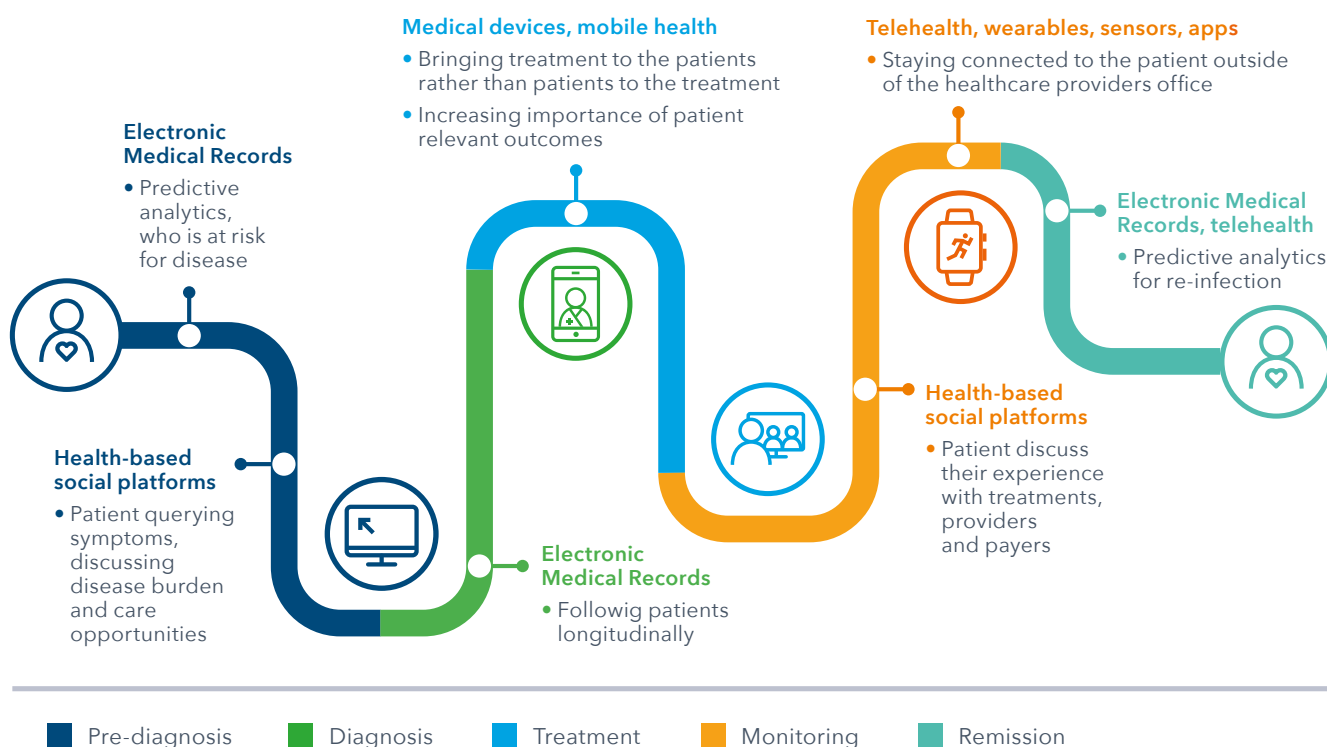 Electronic
Medical Records
• Predictive
analytics,
who is at risk
for disease
Health-based
social platforms
• Patient querying
symptoms,
discussing
disease burden
and care
opportunities
Electronic
Medical Records
• Followig patients
longitudinally
Medical devices, mobile health
• Bringing treatment to the patients
rather than patients to the treatment
• Increasing importance of patient
relevant outcomes
Health-based
social platforms
• Patient discuss
their experience
with treatments,
providers
and payers
Telehealth, wearables, sensors, apps
• Staying connected to the patient outside
of the healthcare providers office
Electronic Medical
Records, telehealth
• Predictive analytics
for re-infection
Pre-diagnosis
Diagnosis
Treatment
Monitoring
Remission